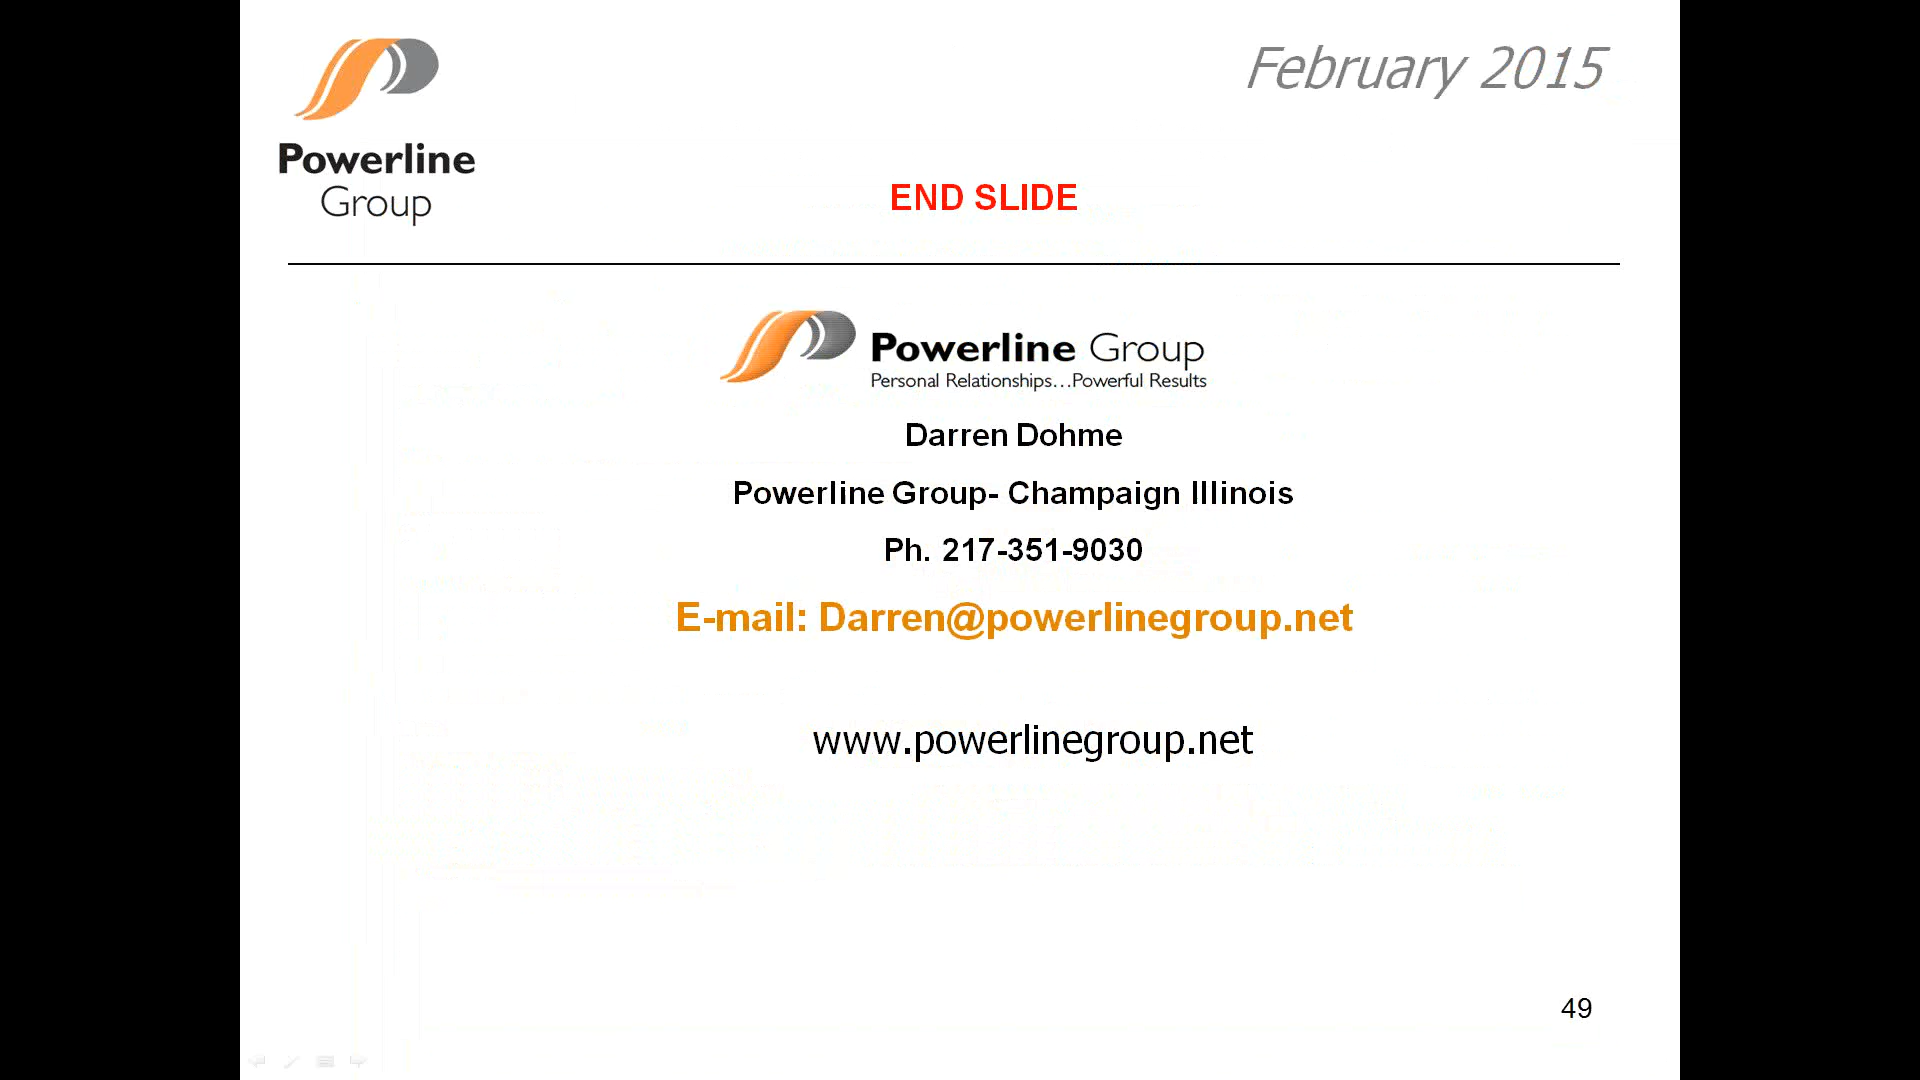 February 2015
Powerline
Group
END SLIDE
Powerline Group
Personal Relationships...Powerful Results
Darren Dohme
Powerline Group- Champaign Illinois
Ph. 217-351-9030
E-mail: Darren@powerlinegroup.net
www.powerlinegroup.net
49